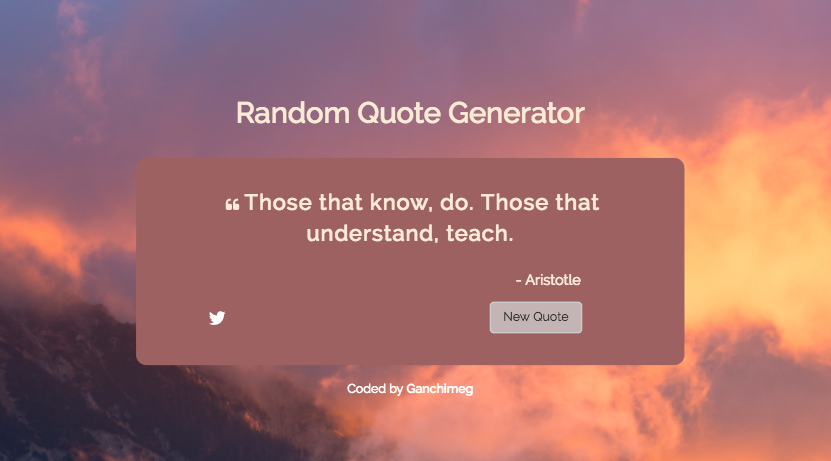 Random Quote Generator
❝ Those that know, do. Those that
understand, teach.
- Aristotle
New Quote
Coded by Ganchimeg